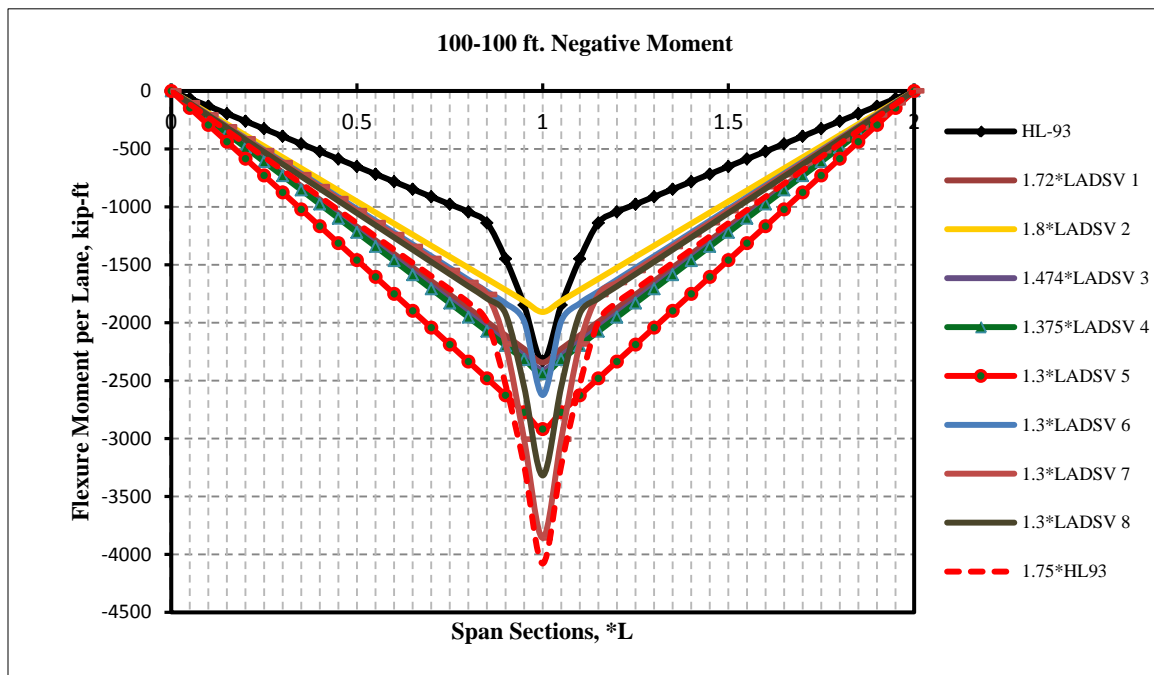 100-100 ft. Negative Moment
0
-500
-1000
-1500
-2000
-2500
-3000
-3500
-4000
-4500
0
0.5
1
1.5
2
Flexure Moment per Lane, kip-ft
Span Sections, *L
HL-93
1.72*LADSV 1
1.8*LADSV 2
1.474*LADSV 3
1.375*LADSV 4
1.3*LADSV 5
1.3*LADSV 6
1.3*LADSV 7
1.3*LADSV 8
1.75*HL93